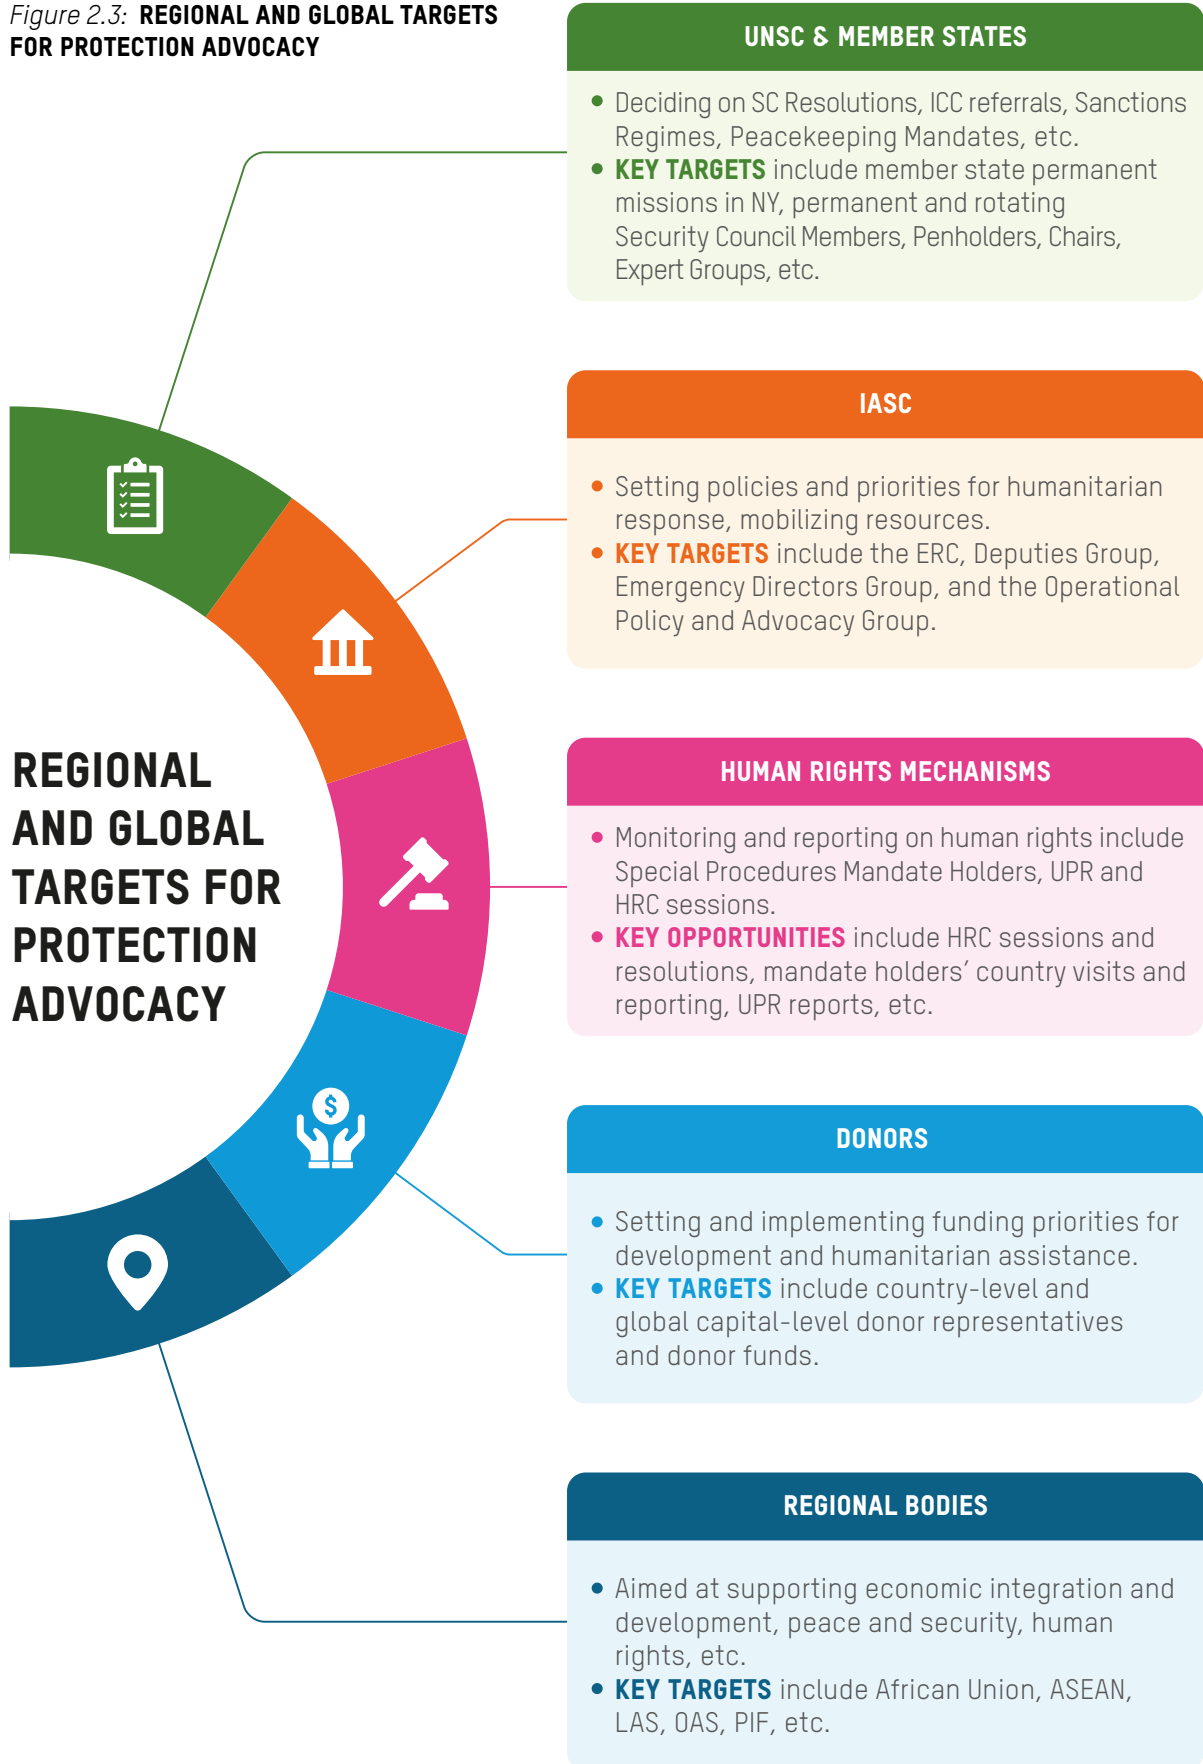 Figure 2.3: REGIONAL AND GLOBAL TARGETS
FOR PROTECTION ADVOCACY
UNSC & MEMBER STATES
• Deciding on SC Resolutions, ICC referrals, Sanctions
Regimes, Peacekeeping Mandates, etc.
• KEY TARGETS include member state permanent
missions in NY, permanent and rotating
Security Council Members, Penholders, Chairs,
Expert Groups, etc.
IASC
• Setting policies and priorities for humanitarian
response, mobilizing resources.
• KEY TARGETS include the ERC, Deputies Group,
Emergency Directors Group, and the Operational
Policy and Advocacy Group.
REGIONAL
AND GLOBAL
TARGETS FOR
PROTECTION
ADVOCACY
HUMAN RIGHTS MECHANISMS
• Monitoring and reporting on human rights include
Special Procedures Mandate Holders, UPR and
HRC sessions.
• KEY OPPORTUNITIES include HRC sessions and
resolutions, mandate holders’ country visits and
reporting, UPR reports, etc.
$
DONORS
• Setting and implementing funding priorities for
development and humanitarian assistance.
• KEY TARGETS include country-level and
global capital-level donor representatives
and donor funds.
REGIONAL BODIES
• Aimed at supporting economic integration and
development, peace and security, human
rights, etc.
• KEY TARGETS include African Union, ASEAN,
LAS, OAS, PIF, etc.